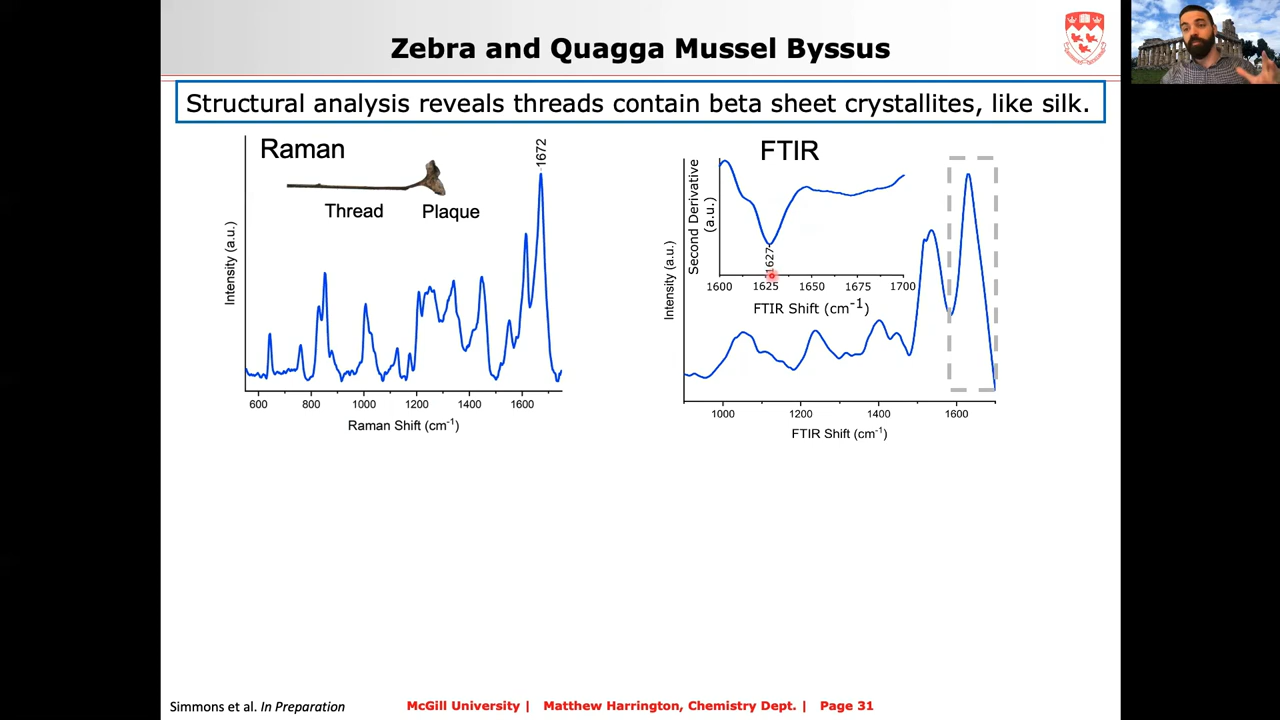 Zebra and Quagga Mussel Byssus
Structural analysis reveals threads contain beta sheet crystallites, like silk.
Raman
Thread
Plaque
1672
Intensity (a.u.)
600
800
1000
1200
1400
1600
Raman Shift (cm-1)
FTIR
Second Derivative
(a.u.)
1627
1600
1625
1650
1675
1700
FTIR Shift (cm-1)
Intensity (a.u.)
1000
1200
1400
1600
FTIR Shift (cm-1)
Simmons et al. In Preparation
McGill University | Matthew Harrington, Chemistry Dept. | Page 31